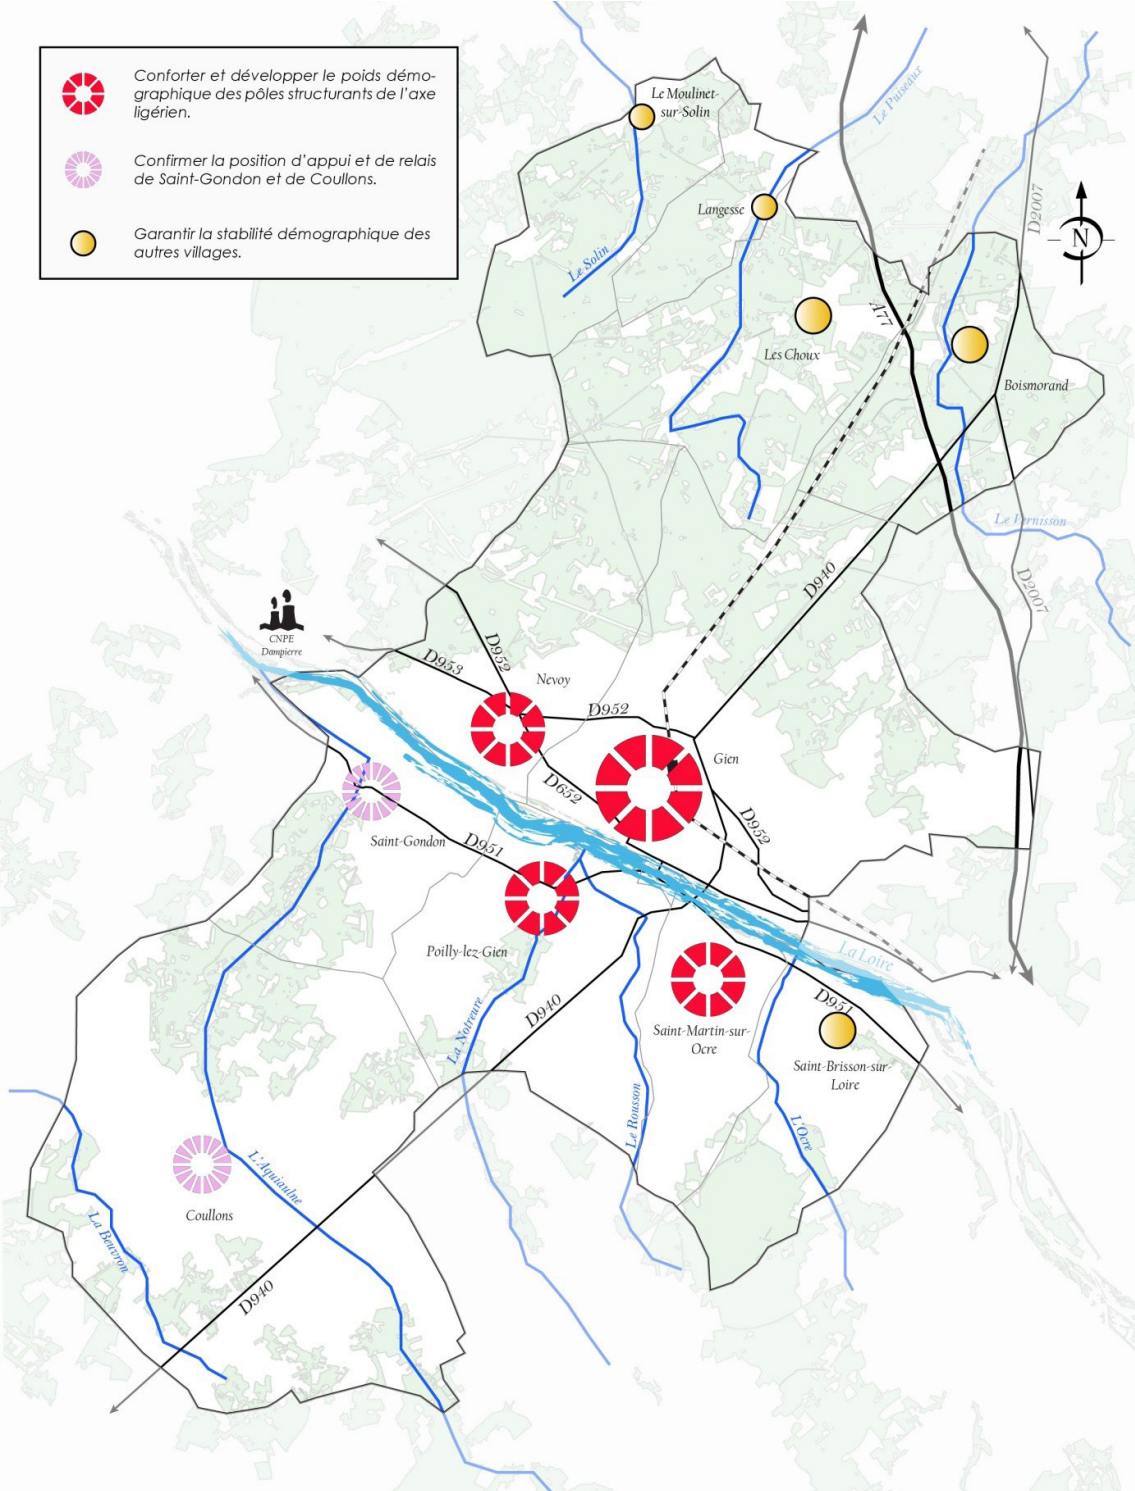 Conforter et développer le poids démo-
graphique des pôles structurants de l'axe
ligérien.
Confirmer la position d'appui et de relais
de Saint-Gondon et de Coullons.
Garantir la stabilité démographique des
autres villages.
Le Moulinet-
sur-Solin
Le Puiseaux
Langesse
D2007
N
Le Solin
A77
Les Choux
Boismorand
Le Vernisson
D940
D2007
CNPE
Dampierre
D953
D952
Nevoy
D952
Gien
D652
D952
Saint-Gondon
D951
Poilly-lez-Gien
La Loire
D940
D951
La Notreure
Saint-Martin-sur-
Ocre
Saint-Brisson-sur-
Loire
Le Rousson
L'Ocre
L'Aquiaulne
Coullons
La Beuvron
D940